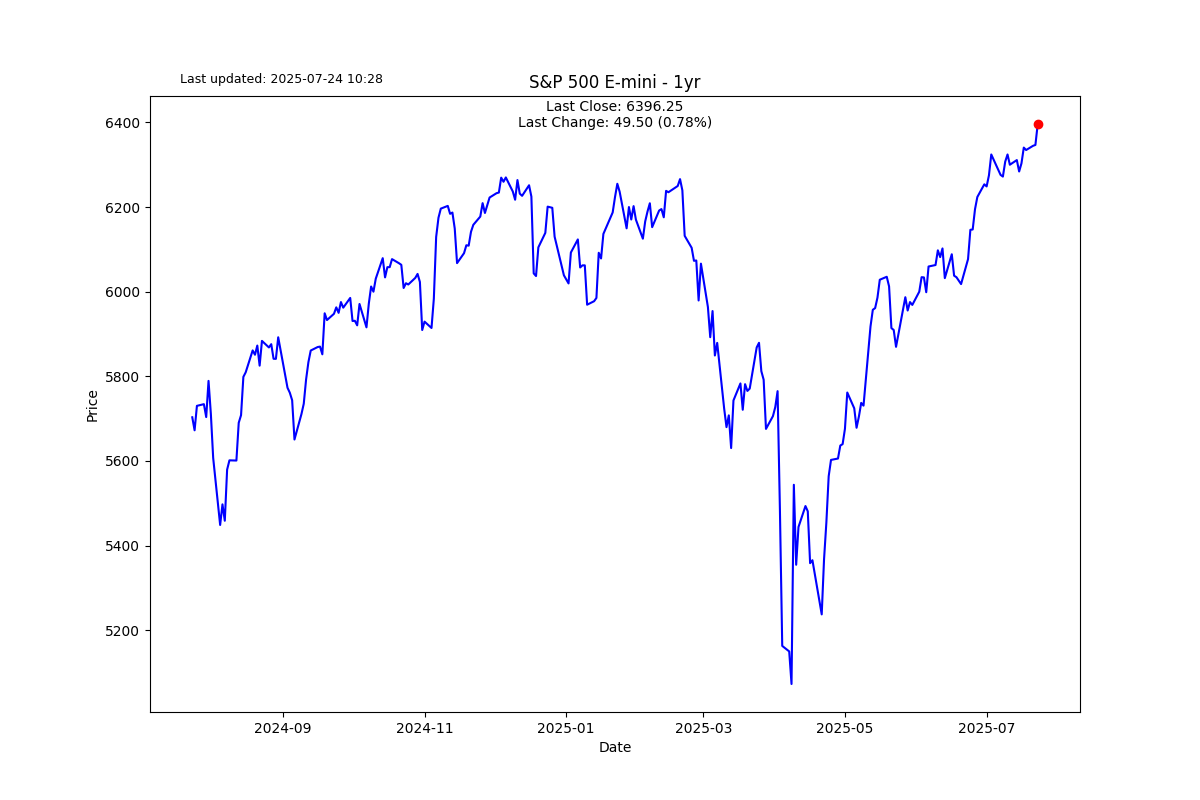 Last updated: 2025-07-24 10:28
S&P 500 E-mini - 1yr
Last Close: 6396.25
Last Change: 49.50 (0.78%)
6400
6200
6000
5800
5600
5400
5200
Price
2024-09
2024-11
2025-01
2025-03
2025-05
2025-07
Date